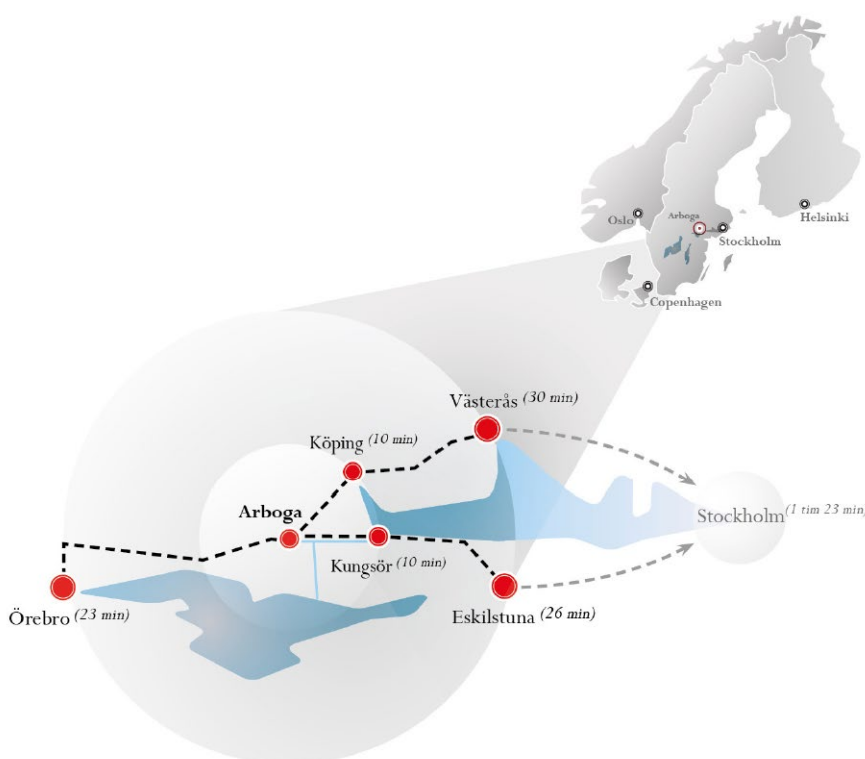 Oslo
Arboga
Helsinki
Stockholm
Copenhagen
Västerås (30 min)
Köping (10 min)
Arboga
Stockholm (1 tim 23 min)
Kungsör (10 min)
Örebro (23 min)
Eskilstuna (26 min)